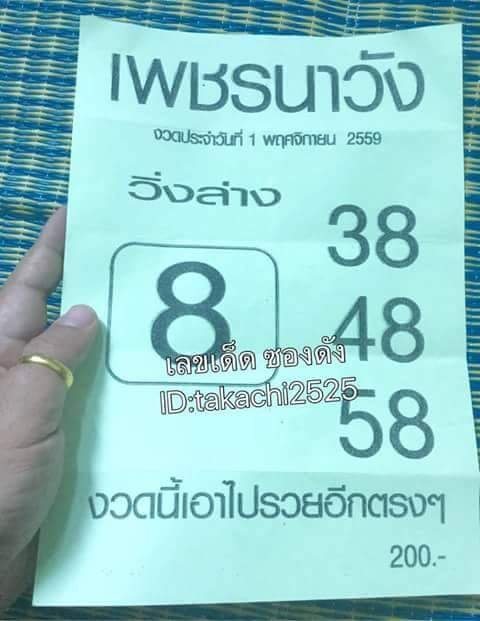 เพชรนาวัง
งวดประจำวันที่ 1 พฤศจิกายน 2559
วิ่งล่าง
38
8
48
เลขเด็ด ซองดัง
ID:takachi2525
58
งวดนี้เอาไปรวยอีกตรงๆ
200.-